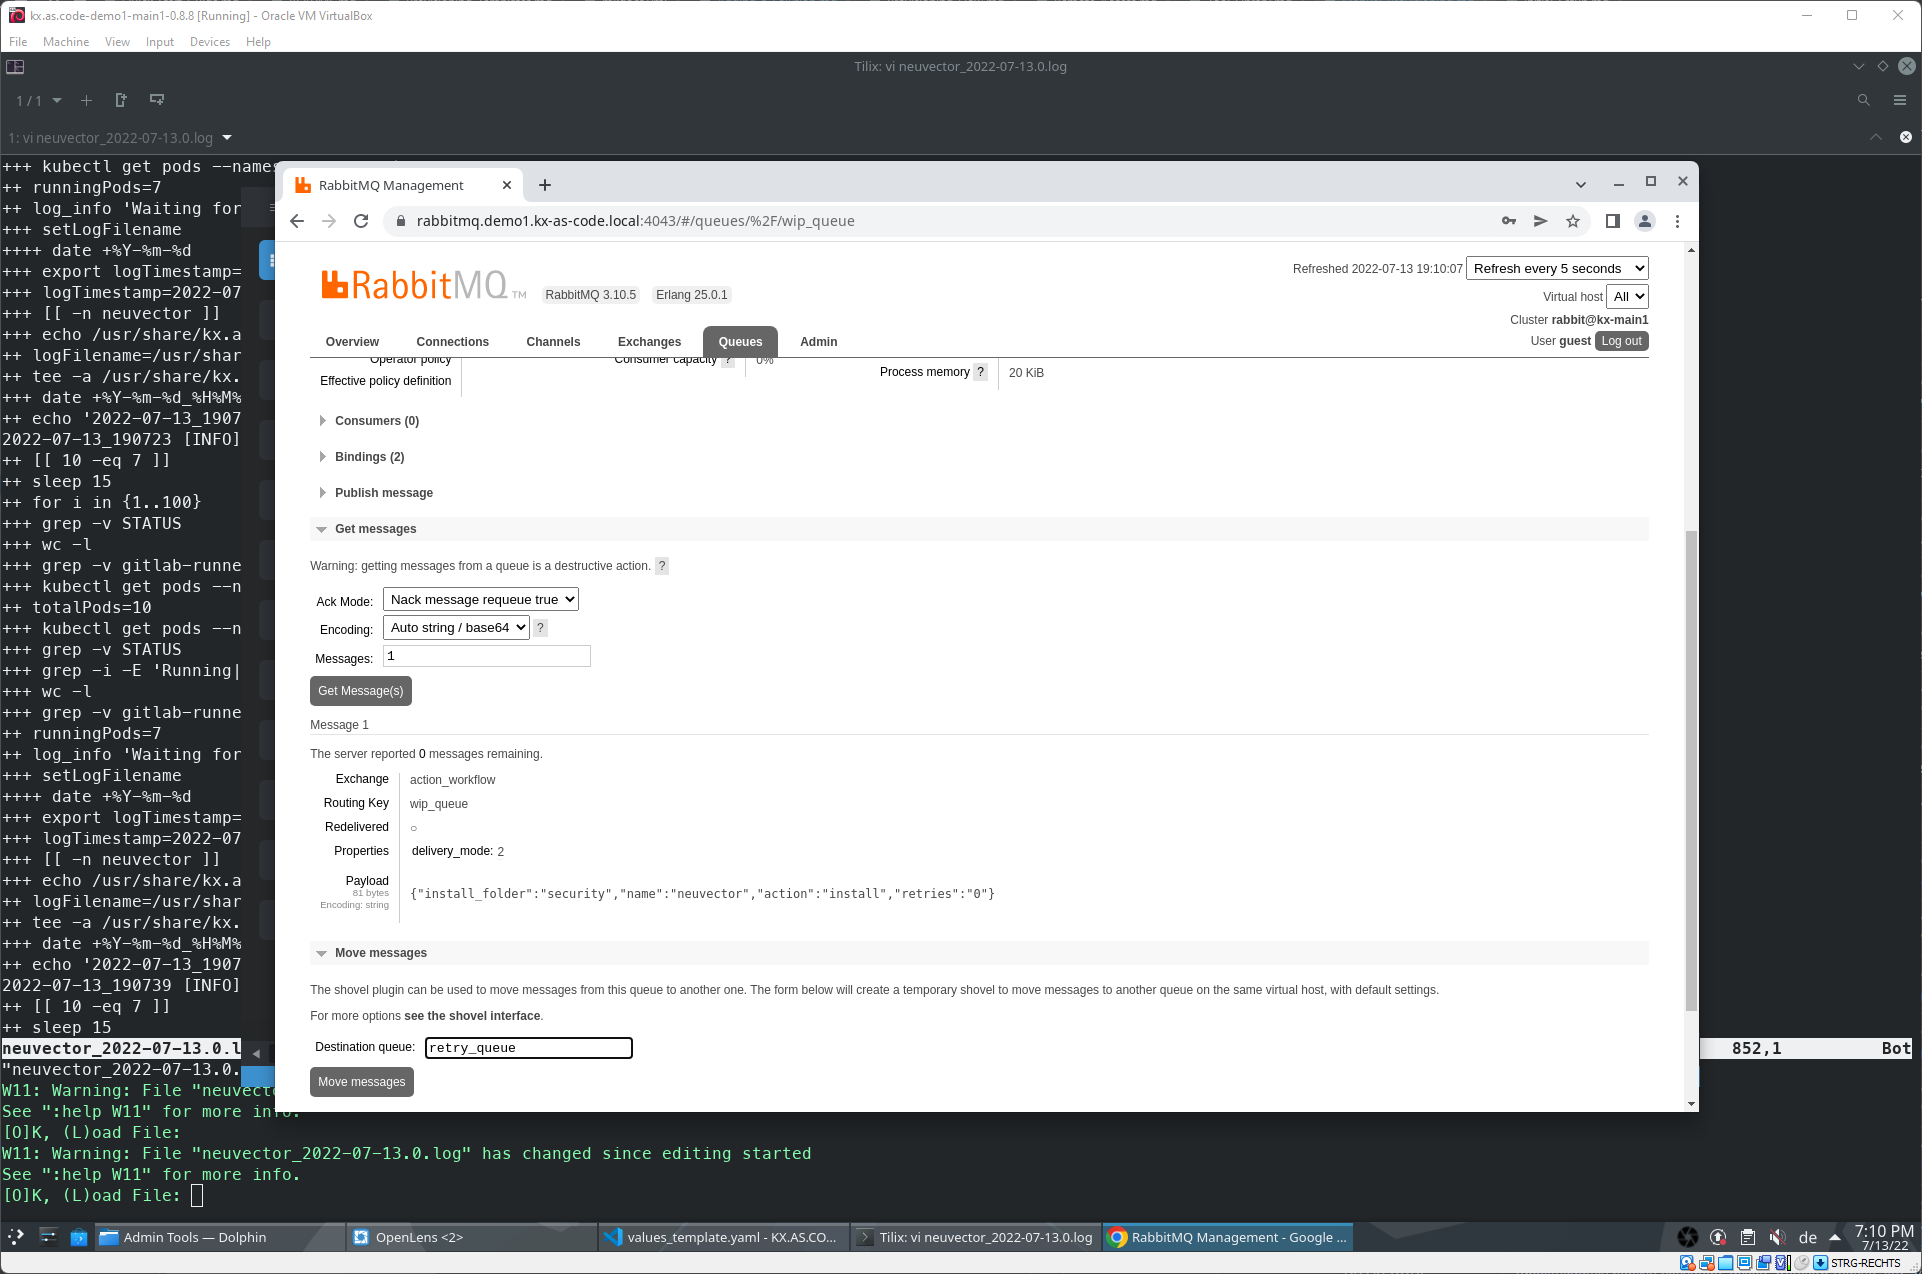 kx.as.code-demo1-main1-0.8.8 [Running] - Oracle VM VirtualBox
File Machine View Input Devices Help
Tilix: vi neuvector_2022-07-13.0.log
1 / 1
1: vi neuvector_2022-07-13.0.log
+++ kubectl get pods --names
++ runningPods=7
++ log_info 'Waiting for
+++ setLogFilename
++++ date +%Y-%m-%d
+++ export logTimestamp=
+++ logTimestamp=2022-07
+++ [[ -n neuvector ]]
+++ echo /usr/share/kx.a
++ logFilename=/usr/shar
++ tee -a /usr/share/kx.
+++ date +%Y-%m-%d_%H%M%
++ echo '2022-07-13_1907
2022-07-13_190723 [INFO]
++ [[ 10 -eq 7 ]]
++ sleep 15
++ for i in {1..100}
+++ grep -v STATUS
+++ wc -l
+++ grep -v gitlab-runne
+++ kubectl get pods --n
++ totalPods=10
+++ kubectl get pods --n
+++ grep -v STATUS
+++ grep -i -E 'Running|
+++ wc -l
+++ grep -v gitlab-runne
++ runningPods=7
++ log_info 'Waiting for
+++ setLogFilename
++++ date +%Y-%m-%d
+++ export logTimestamp=
+++ logTimestamp=2022-07
+++ [[ -n neuvector ]]
+++ echo /usr/share/kx.a
++ logFilename=/usr/shar
++ tee -a /usr/share/kx.
+++ date +%Y-%m-%d_%H%M%
++ echo '2022-07-13_1907
2022-07-13_190739 [INFO]
++ [[ 10 -eq 7 ]]
++ sleep 15
neuvector_2022-07-13.0.l 852,1 Bot
"neuvector_2022-07-13.0.
W11: Warning: File "neuvecto
See ":help W11" for more info.
[O]K, (L)oad File:
W11: Warning: File "neuvector_2022-07-13.0.log" has changed since editing started
See ":help W11" for more info.
[O]K, (L)oad File:
RabbitMQ Management
rabbitmq.demo1.kx-as-code.local:4043/#/queues/%2F/wip_queue
RabbitMQ TM RabbitMQ 3.10.5 Erlang 25.0.1
Refreshed 2022-07-13 19:10:07 Refresh every 5 seconds
Virtual host All
Cluster rabbit@kx-main1
User guest Log out
Overview Connections Channels Exchanges Queues Admin
Operator policy Consumer capacity ? 0%
Effective policy definition Process memory ? 20 KiB
Consumers (0)
Bindings (2)
Publish message
Get messages
Warning: getting messages from a queue is a destructive action. ?
Ack Mode: Nack message requeue true
Encoding: Auto string / base64 ?
Messages: 1
Get Message(s)
Message 1
The server reported 0 messages remaining.
Exchange action_workflow
Routing Key wip_queue
Redelivered ○
Properties delivery_mode: 2
Payload
81 bytes
Encoding: string
{"install_folder":"security","name":"neuvector","action":"install","retries":"0"}
Move messages
The shovel plugin can be used to move messages from this queue to another one. The form below will create a temporary shovel to move messages to another queue on the same virtual host, with default settings.
For more options see the shovel interface.
Destination queue: retry_queue
Move messages
Admin Tools — Dolphin OpenLens <2> values_template.yaml - KX.AS.CO... Tilix: vi neuvector_2022-07-13.0.log RabbitMQ Management - Google ... de 7:10 PM
7/13/22
STRG-RECHTS